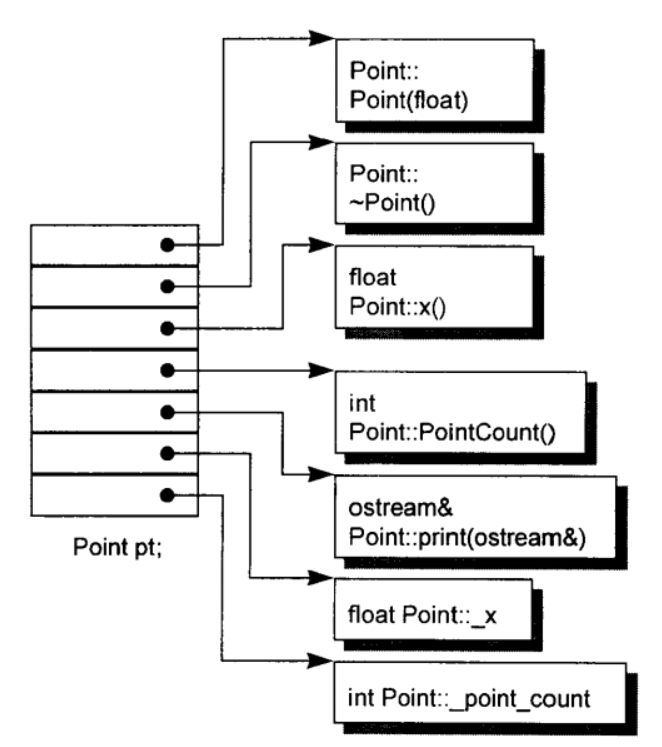 Point::
Point(float)
Point::
~Point()
float
Point::x()
int
Point::PointCount()
ostream&
Point::print(ostream&)
Point pt;
float Point::_x
int Point::_point_count